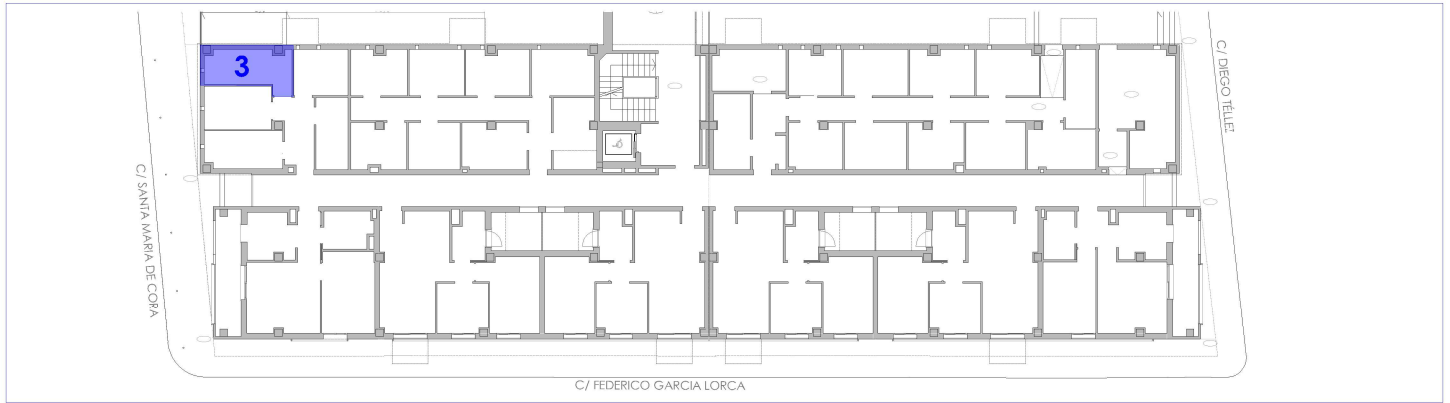 3
C/ DIEGO TÉLLEZ
C/ SANTA MARIA DE CORA
C/ FEDERICO GARCIA LORCA